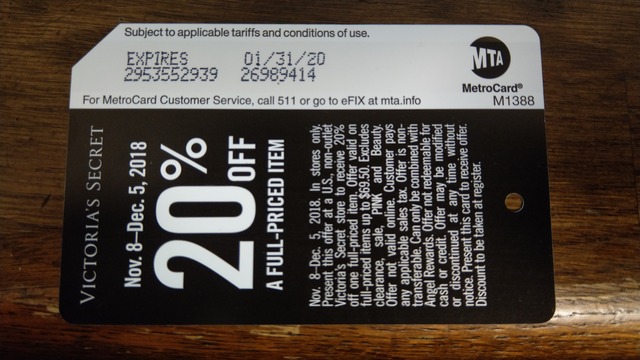 Subject to applicable tariffs and conditions of use.
EXPIRES 01/31/20
2953552939 26989414
MTA
MetroCard®
For MetroCard Customer Service, call 511 or go to eFIX at mta.info
M1388
VICTORIA'S SECRET
Nov. 8–Dec. 5, 2018
20% OFF
A FULL-PRICED ITEM
Nov. 8–Dec. 5, 2018. In stores only.
Present this offer at a U.S., non-outlet
Victoria's Secret store to receive 20%
off one full-priced item. Offer valid on
full-priced items up to $69.50. Excludes
clearance, sale, PINK and Beauty.
Offer not valid online. Customer pays
any applicable sales tax. Offer is non-
transferable. Can only be combined with
Angel Rewards. Offer not redeemable for
cash or credit. Offer may be modified
or discontinued at any time without
notice. Present this card to receive offer.
Discount to be taken at register.